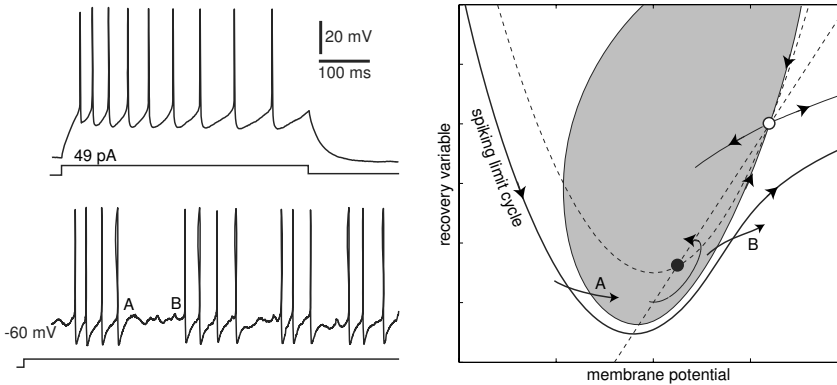 20 mV
100 ms
49 pA
A
B
-60 mV
recovery variable
spiking limit cycle
A
B
membrane potential